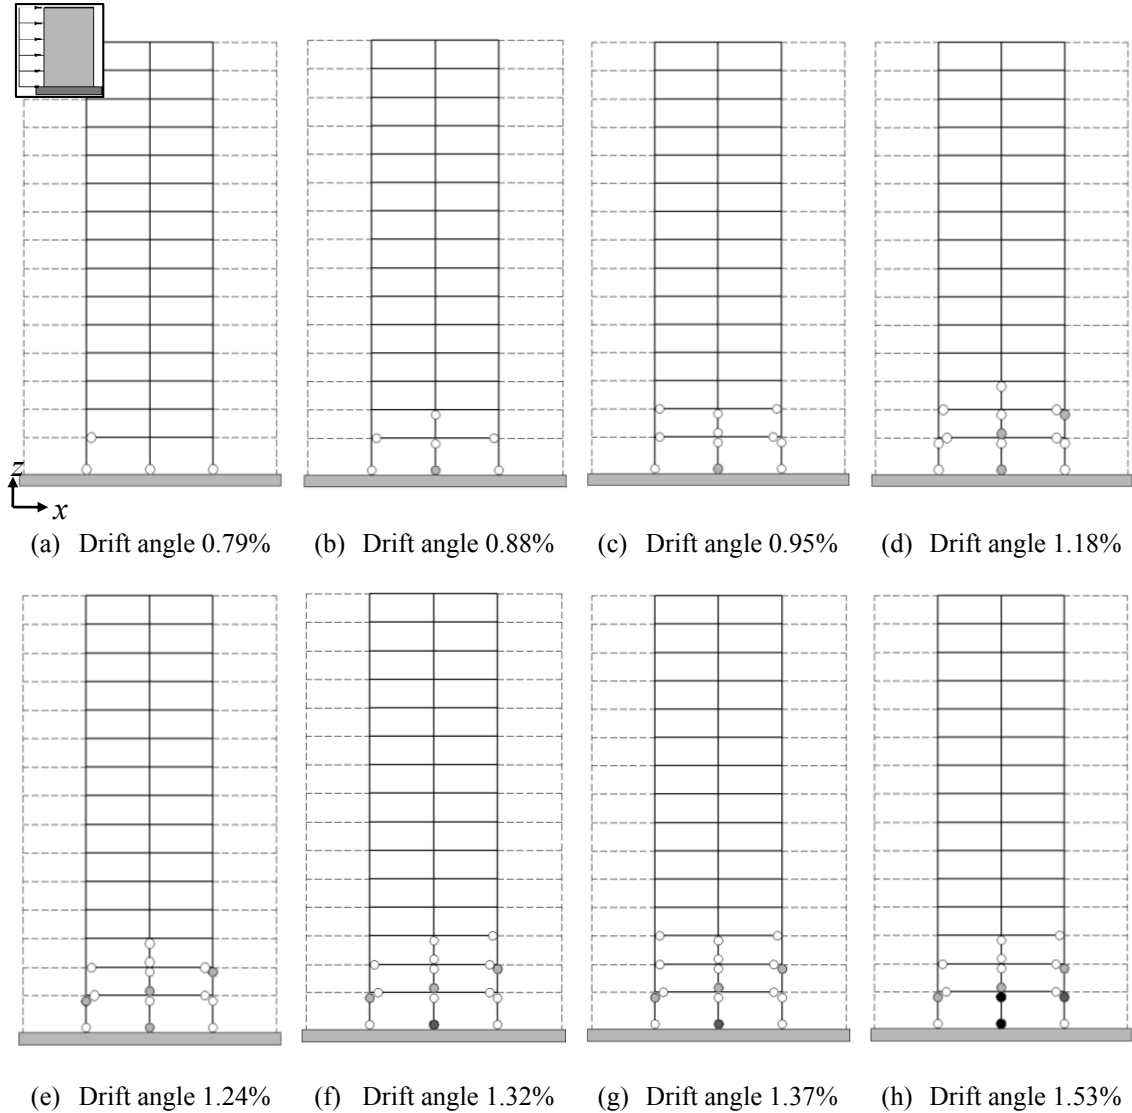 z
x
(a) Drift angle 0.79%
(b) Drift angle 0.88%
(c) Drift angle 0.95%
(d) Drift angle 1.18%
(e) Drift angle 1.24%
(f) Drift angle 1.32%
(g) Drift angle 1.37%
(h) Drift angle 1.53%